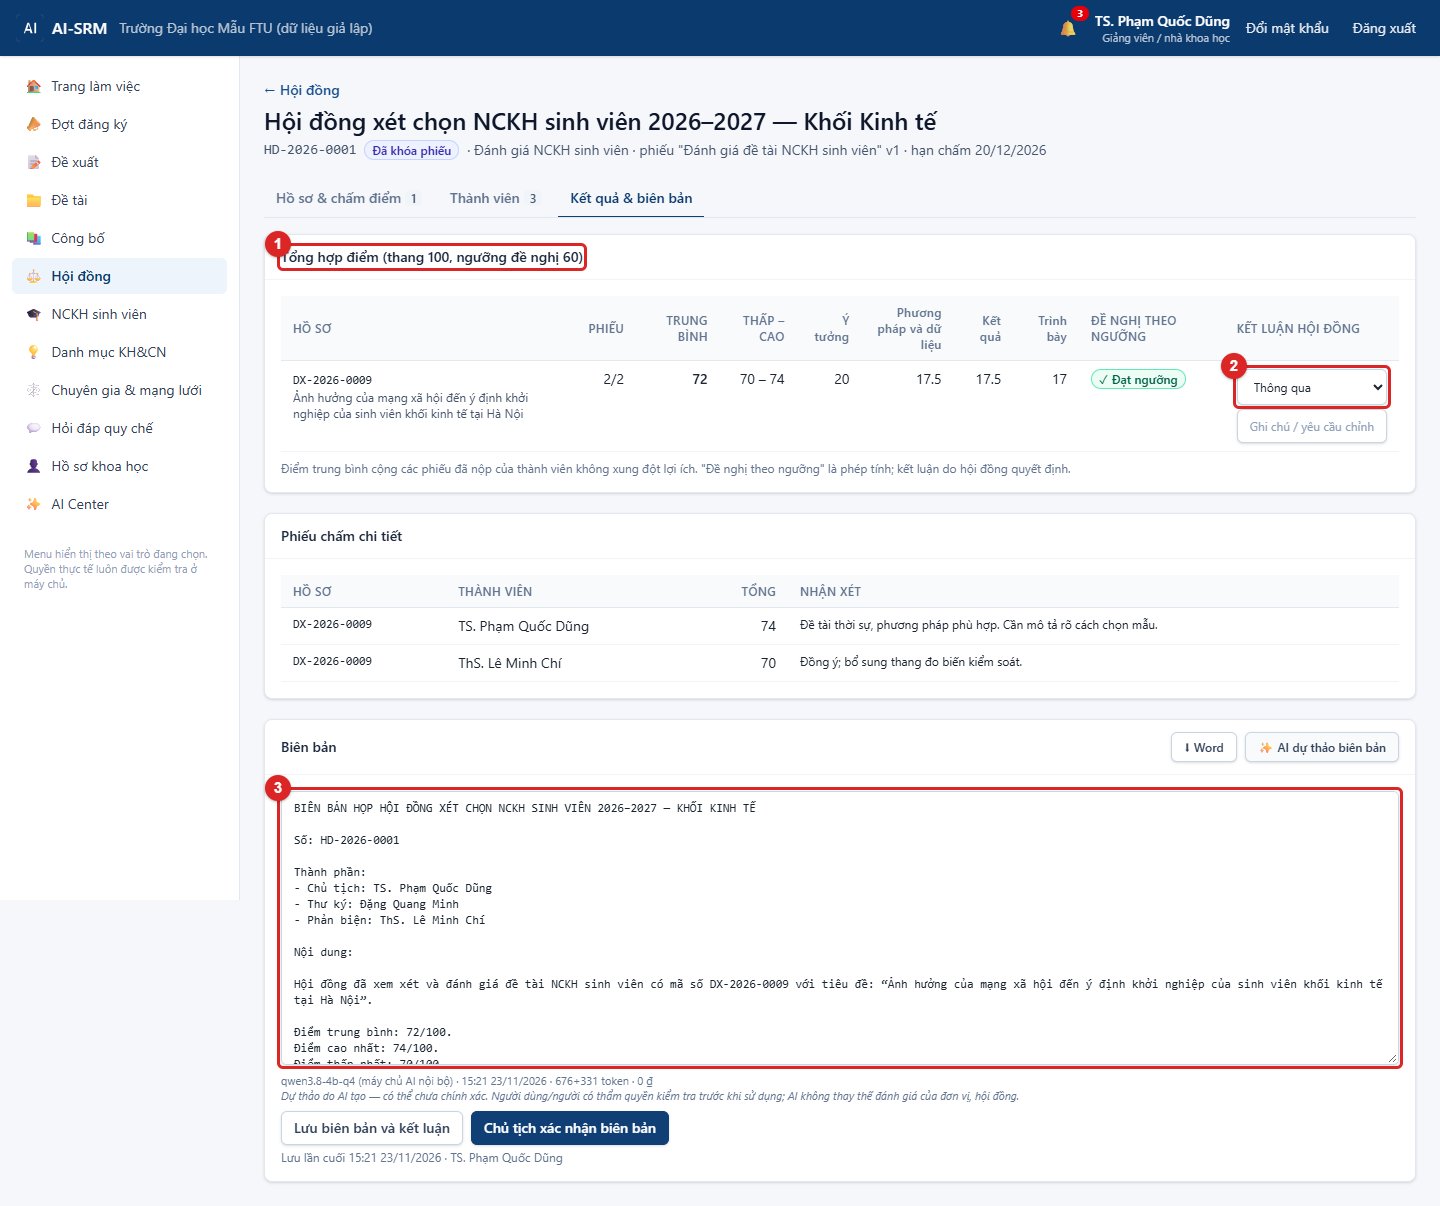 AI AI-SRM Trường Đại học Mẫu FTU (dữ liệu giả lập)
3
TS. Phạm Quốc Dũng
Giảng viên / nhà khoa học
Đổi mật khẩu
Đăng xuất
Trang làm việc
Đợt đăng ký
Đề xuất
Đề tài
Công bố
Hội đồng
NCKH sinh viên
Danh mục KH&CN
Chuyên gia & mạng lưới
Hỏi đáp quy chế
Hồ sơ khoa học
AI Center
Menu hiển thị theo vai trò đang chọn.
Quyền thực tế luôn được kiểm tra ở
máy chủ.
← Hội đồng
Hội đồng xét chọn NCKH sinh viên 2026–2027 — Khối Kinh tế
HD-2026-0001 Đã khóa phiếu · Đánh giá NCKH sinh viên · phiếu "Đánh giá đề tài NCKH sinh viên" v1 · hạn chấm 20/12/2026
Hồ sơ & chấm điểm 1
Thành viên 3
Kết quả & biên bản
1
Tổng hợp điểm (thang 100, ngưỡng đề nghị 60)
HỒ SƠ
PHIẾU
TRUNG BÌNH
THẤP – CAO
Ý tưởng
Phương pháp và dữ liệu
Kết quả
Trình bày
ĐỀ NGHỊ THEO NGƯỠNG
KẾT LUẬN HỘI ĐỒNG
DX-2026-0009
Ảnh hưởng của mạng xã hội đến ý định khởi
nghiệp của sinh viên khối kinh tế tại Hà Nội
2/2
72
70 – 74
20
17.5
17.5
17
✓ Đạt ngưỡng
2
Thông qua
Ghi chú / yêu cầu chỉnh
Điểm trung bình cộng các phiếu đã nộp của thành viên không xung đột lợi ích. "Đề nghị theo ngưỡng" là phép tính; kết luận do hội đồng quyết định.
Phiếu chấm chi tiết
HỒ SƠ THÀNH VIÊN TỔNG NHẬN XÉT
DX-2026-0009 TS. Phạm Quốc Dũng 74 Đề tài thời sự, phương pháp phù hợp. Cần mô tả rõ cách chọn mẫu.
DX-2026-0009 ThS. Lê Minh Chí 70 Đồng ý; bổ sung thang đo biến kiểm soát.
Biên bản
⬇ Word
AI dự thảo biên bản
3
BIÊN BẢN HỌP HỘI ĐỒNG XÉT CHỌN NCKH SINH VIÊN 2026–2027 — KHỐI KINH TẾ
Số: HD-2026-0001
Thành phần:
- Chủ tịch: TS. Phạm Quốc Dũng
- Thư ký: Đặng Quang Minh
- Phản biện: ThS. Lê Minh Chí
Nội dung:
Hội đồng đã xem xét và đánh giá đề tài NCKH sinh viên có mã số DX-2026-0009 với tiêu đề: “Ảnh hưởng của mạng xã hội đến ý định khởi nghiệp của sinh viên khối kinh tế
tại Hà Nội”.
Điểm trung bình: 72/100.
Điểm cao nhất: 74/100.
Điểm thấp nhất: 70/100.
qwen3.8-4b-q4 (máy chủ AI nội bộ) · 15:21 23/11/2026 · 676+331 token · 0 ₫
Dự thảo do AI tạo — có thể chưa chính xác. Người dùng/người có thẩm quyền kiểm tra trước khi sử dụng; AI không thay thế đánh giá của đơn vị, hội đồng.
Lưu biên bản và kết luận
Chủ tịch xác nhận biên bản
Lưu lần cuối 15:21 23/11/2026 · TS. Phạm Quốc Dũng